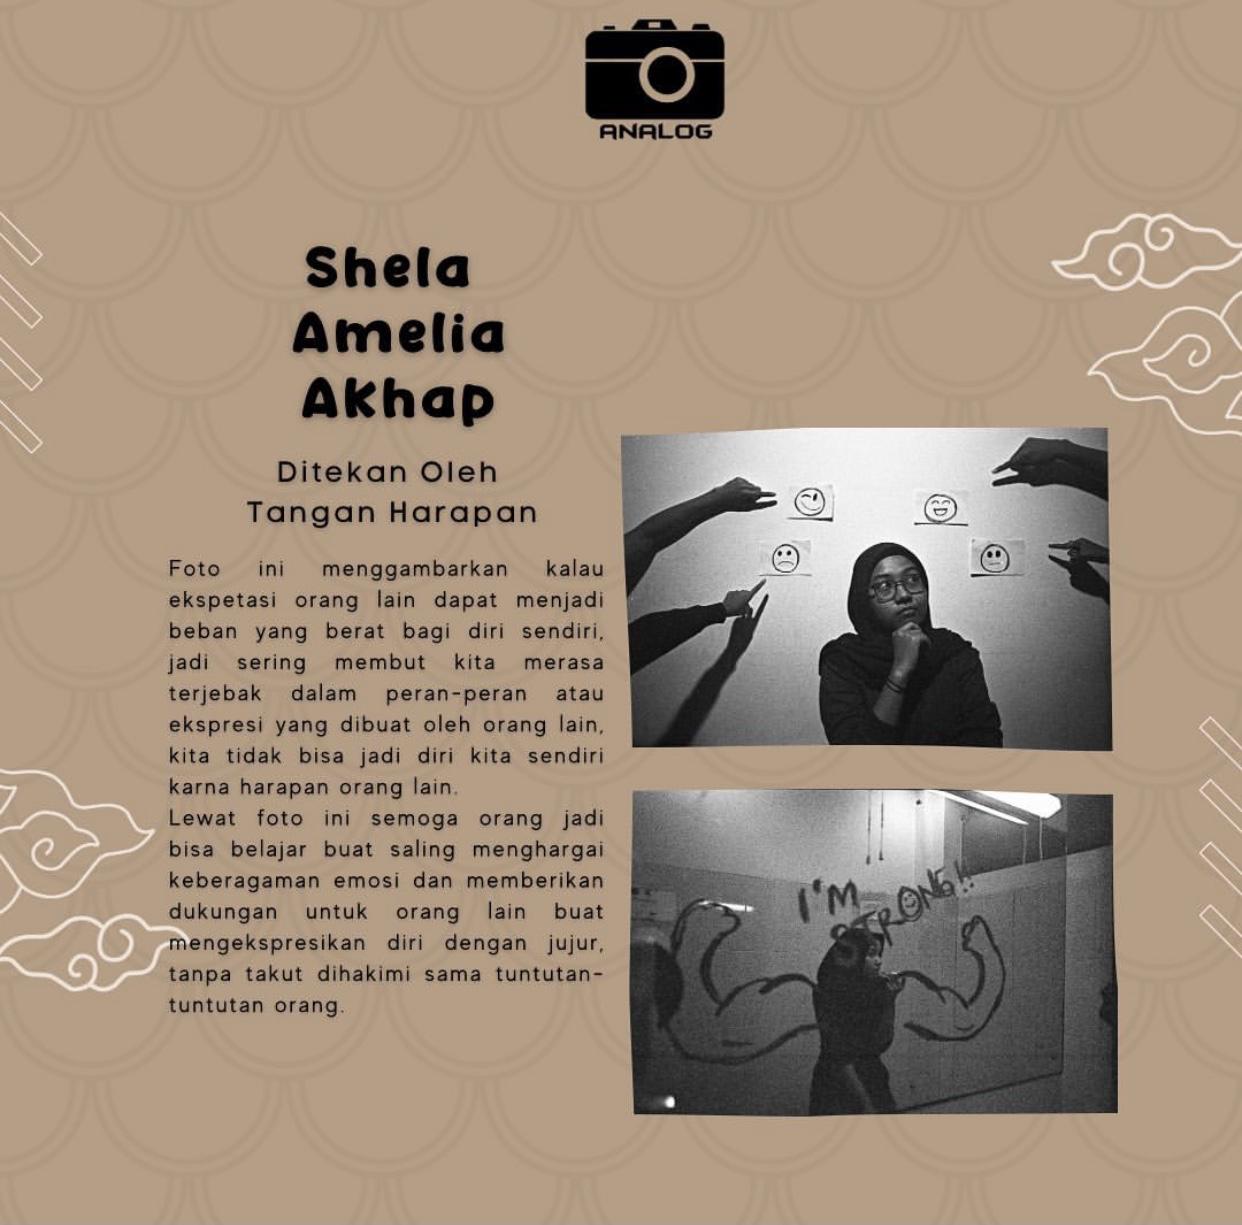 ANALOG
Shela
Amelia
Akhap
Ditekan Oleh
Tangan Harapan
Foto ini menggambarkan kalau
ekspetasi orang lain dapat menjadi
beban yang berat bagi diri sendiri,
jadi sering membut kita merasa
terjebak dalam peran-peran atau
ekspresi yang dibuat oleh orang lain,
kita tidak bisa jadi diri kita sendiri
karna harapan orang lain.
Lewat foto ini semoga orang jadi
bisa belajar buat saling menghargai
keberagaman emosi dan memberikan
dukungan untuk orang lain buat
mengekspresikan diri dengan jujur,
tanpa takut dihakimi sama tuntutan-
tuntutan orang.
I'M
STRONG!!